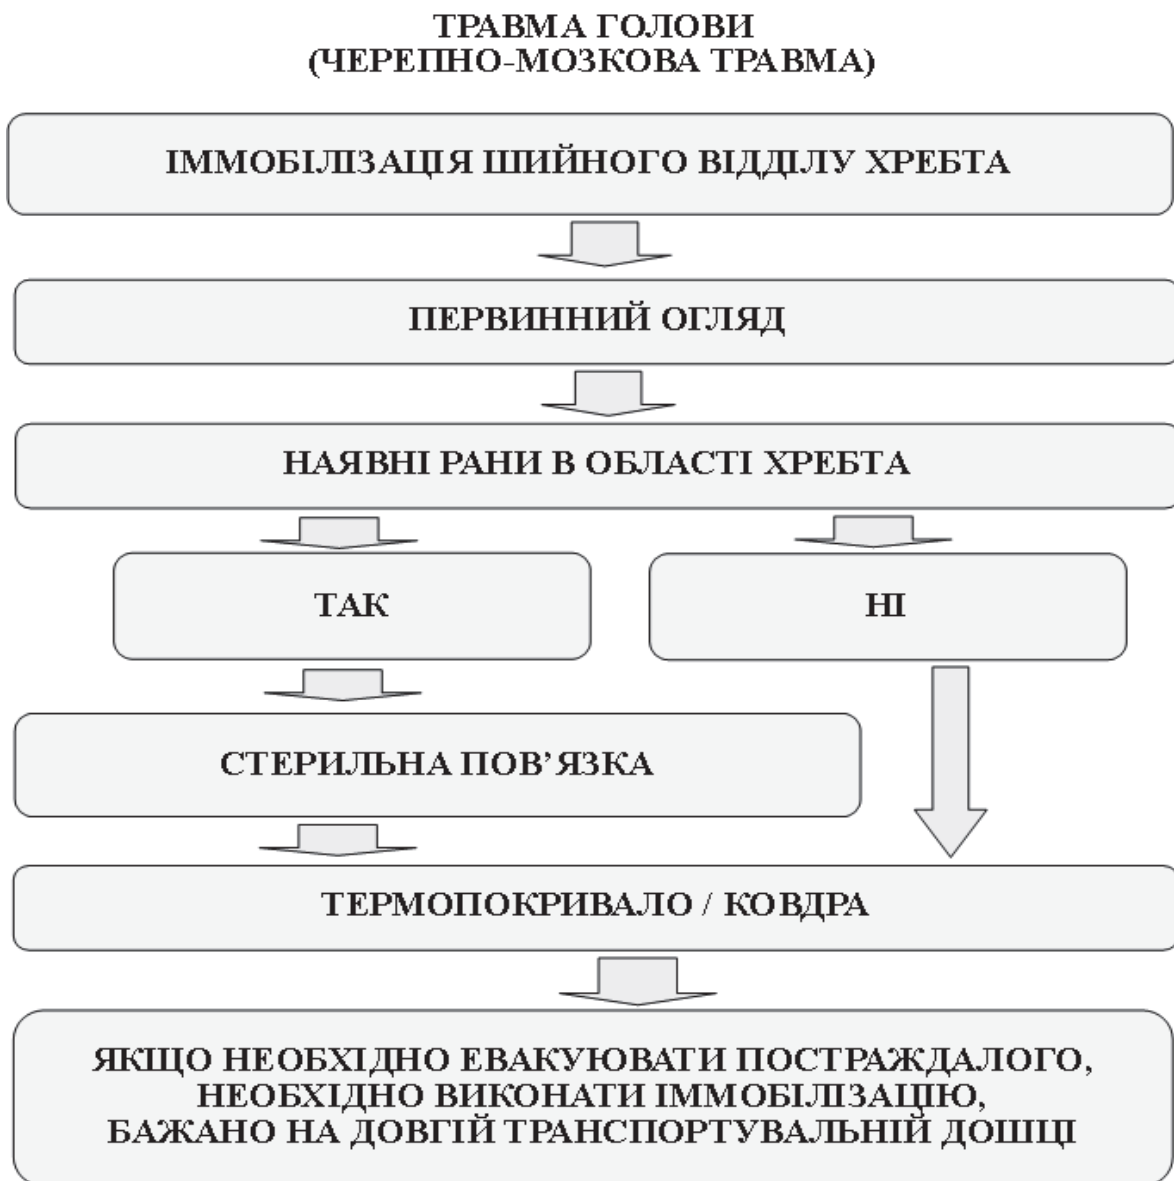 ТРАВМА ГОЛОВИ
(ЧЕРЕПНО-МОЗКОВА ТРАВМА)
ІММОБІЛІЗАЦІЯ ШИЙНОГО ВІДДІЛУ ХРЕБТА
ПЕРВИННИЙ ОГЛЯД
НАЯВНІ РАНИ В ОБЛАСТІ ХРЕБТА
ТАК
НІ
СТЕРИЛЬНА ПОВ’ЯЗКА
ТЕРМОПОКРИВАЛО / КОВДРА
ЯКЩО НЕОБХІДНО ЕВАКУЮВАТИ ПОСТРАЖДАЛОГО,
НЕОБХІДНО ВИКОНАТИ ІММОБІЛІЗАЦІЮ,
БАЖАНО НА ДОВГІЙ ТРАНСПОРТУВАЛЬНІЙ ДОШЦІ